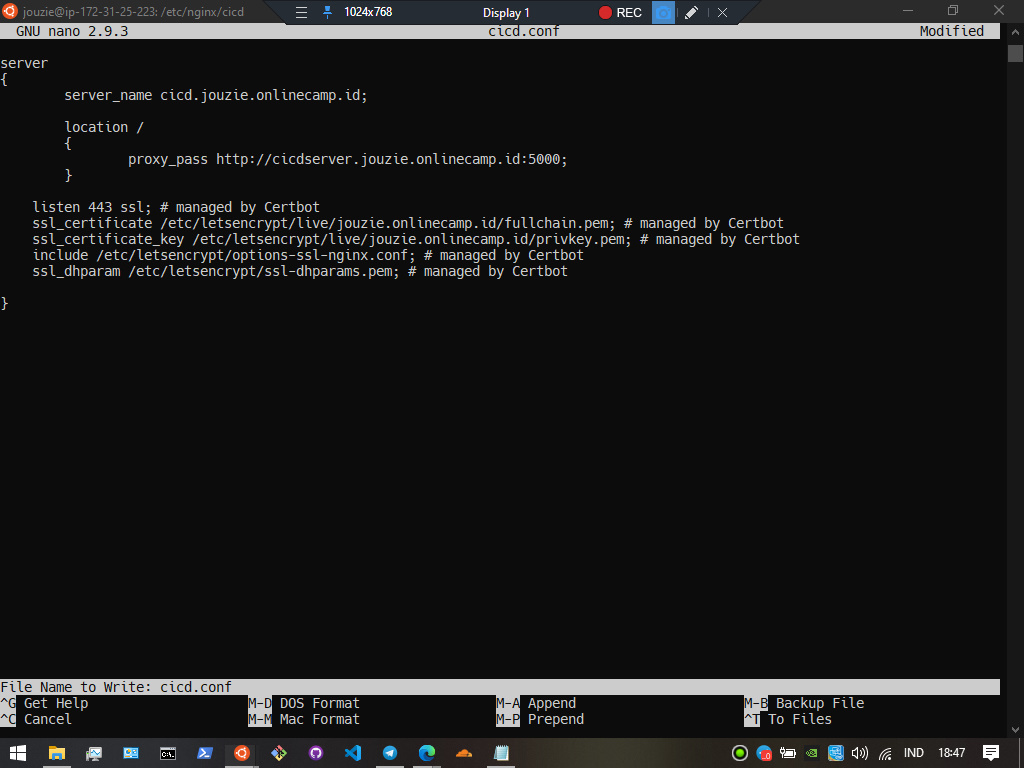 jouzie@ip-172-31-25-223: /etc/nginx/cicd
1024x768
Display 1
REC
GNU nano 2.9.3 cicd.conf Modified
server
{
server_name cicd.jouzie.onlinecamp.id;
location /
{
proxy_pass http://cicdserver.jouzie.onlinecamp.id:5000;
}
listen 443 ssl; # managed by Certbot
ssl_certificate /etc/letsencrypt/live/jouzie.onlinecamp.id/fullchain.pem; # managed by Certbot
ssl_certificate_key /etc/letsencrypt/live/jouzie.onlinecamp.id/privkey.pem; # managed by Certbot
include /etc/letsencrypt/options-ssl-nginx.conf; # managed by Certbot
ssl_dhparam /etc/letsencrypt/ssl-dhparams.pem; # managed by Certbot
}
File Name to Write: cicd.conf
^G Get Help M-D DOS Format M-A Append M-B Backup File
^C Cancel M-M Mac Format M-P Prepend ^T To Files
IND 18:47